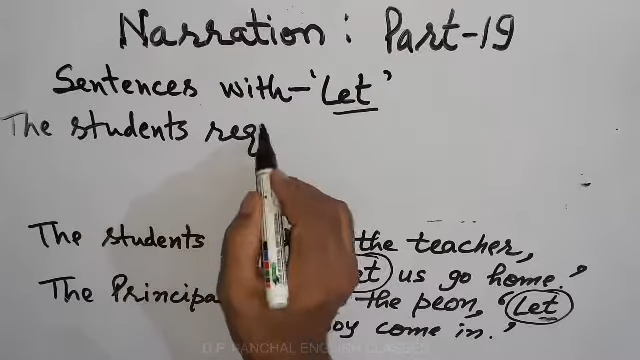 Narration : Part-19
Sentences with - 'Let'
The students req
The students the teacher,
Let us go home.'
The Principa the peon, 'Let
oy come in.'
D.P. PANCHAL ENGLISH CLASSES